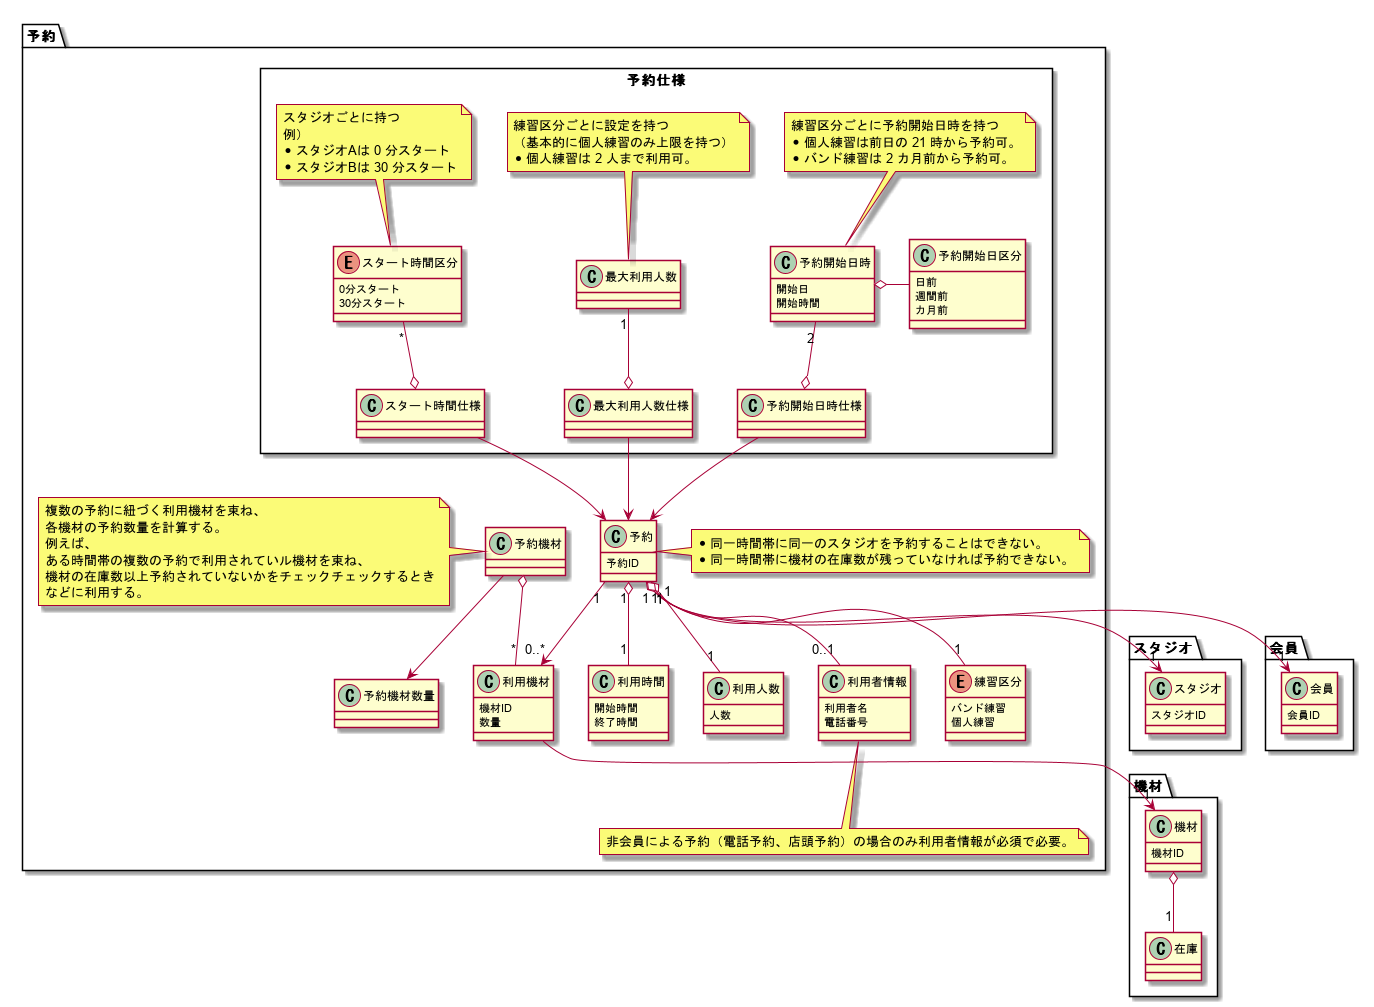 予約
予約仕様
スタジオごとに持つ
例）
• スタジオAは 0 分スタート
• スタジオBは 30 分スタート
練習区分ごとに設定を持つ
（基本的に個人練習のみ上限を持つ）
• 個人練習は 2 人まで利用可。
練習区分ごとに予約開始日時を持つ
• 個人練習は前日の 21 時から予約可。
• バンド練習は 2 カ月前から予約可。
E スタート時間区分
0分スタート
30分スタート
C 最大利用人数
C 予約開始日時
開始日
開始時間
C 予約開始日区分
日前
週間前
カ月前
*
1
2
C スタート時間仕様
C 最大利用人数仕様
C 予約開始日時仕様
複数の予約に紐づく利用機材を束ね、
各機材の予約数量を計算する。
例えば、
ある時間帯の複数の予約で利用されていル機材を束ね、
機材の在庫数以上予約されていないかをチェックチェックするとき
などに利用する。
C 予約機材
C 予約
予約ID
• 同一時間帯に同一のスタジオを予約することはできない。
• 同一時間帯に機材の在庫数が残っていなければ予約できない。
1
1
1
1
1
1
*
0..*
1
1
0..1
1
C 予約機材数量
C 利用機材
機材ID
数量
C 利用時間
開始時間
終了時間
C 利用人数
人数
C 利用者情報
利用者名
電話番号
E 練習区分
バンド練習
個人練習
スタジオ
1
C スタジオ
スタジオID
会員
1
C 会員
会員ID
非会員による予約（電話予約、店頭予約）の場合のみ利用者情報が必須で必要。
機材
1
C 機材
機材ID
1
C 在庫